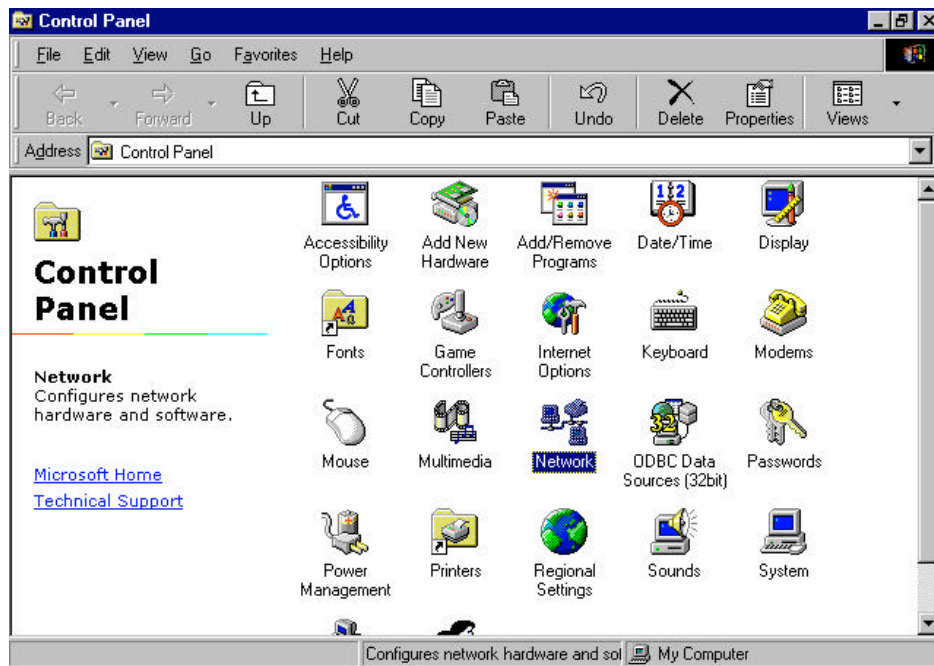 Control Panel
File Edit View Go Favorites Help
Back Forward Up Cut Copy Paste Undo Delete Properties Views
Address Control Panel
Control
Panel
Network
Configures network
hardware and software.
Microsoft Home
Technical Support
Accessibility
Options
Add New
Hardware
Add/Remove
Programs
Date/Time
Display
Fonts
Game
Controllers
Internet
Options
Keyboard
Modems
Mouse
Multimedia
Network
ODBC Data
Sources (32bit)
Passwords
Power
Management
Printers
Regional
Settings
Sounds
System
Configures network hardware and sof
My Computer